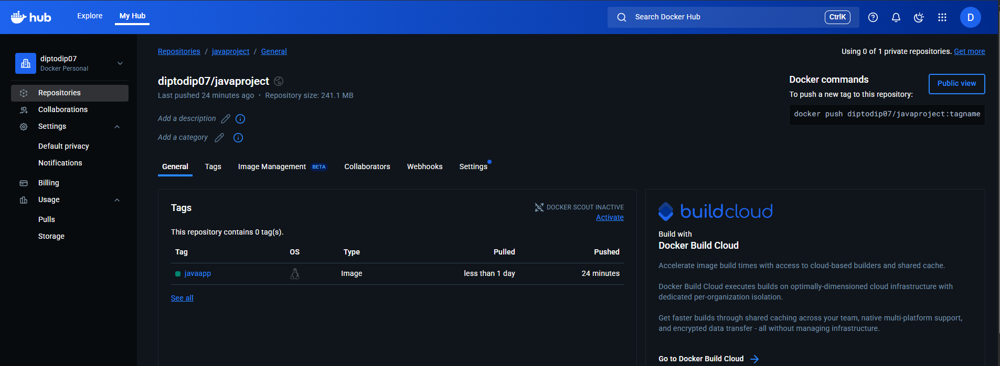 hub
Explore
My Hub
Search Docker Hub
CtrlK
D
diptodip07
Docker Personal
Repositories
Collaborations
Settings
Default privacy
Notifications
Billing
Usage
Pulls
Storage
Repositories / javaproject / General
Using 0 of 1 private repositories. Get more
diptodip07/javaproject
Last pushed 24 minutes ago • Repository size: 241.1 MB
Add a description
Add a category
Docker commands
Public view
To push a new tag to this repository:
docker push diptodip07/javaproject:tagname
General
Tags
Image Management BETA
Collaborators
Webhooks
Settings
Tags
DOCKER SCOUT INACTIVE
Activate
This repository contains 0 tag(s).
Tag OS Type Pulled Pushed
javaapp Image less than 1 day 24 minutes
See all
buildcloud
Build with
Docker Build Cloud
Accelerate image build times with access to cloud-based builders and shared cache.
Docker Build Cloud executes builds on optimally-dimensioned cloud infrastructure with
dedicated per-organization isolation.
Get faster builds through shared caching across your team, native multi-platform support,
and encrypted data transfer - all without managing infrastructure.
Go to Docker Build Cloud